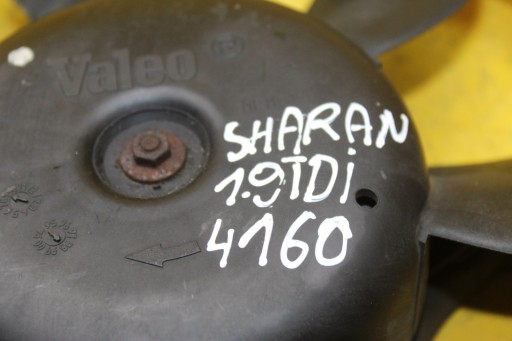 Valeo
SHARAN
1.9TDi
4160